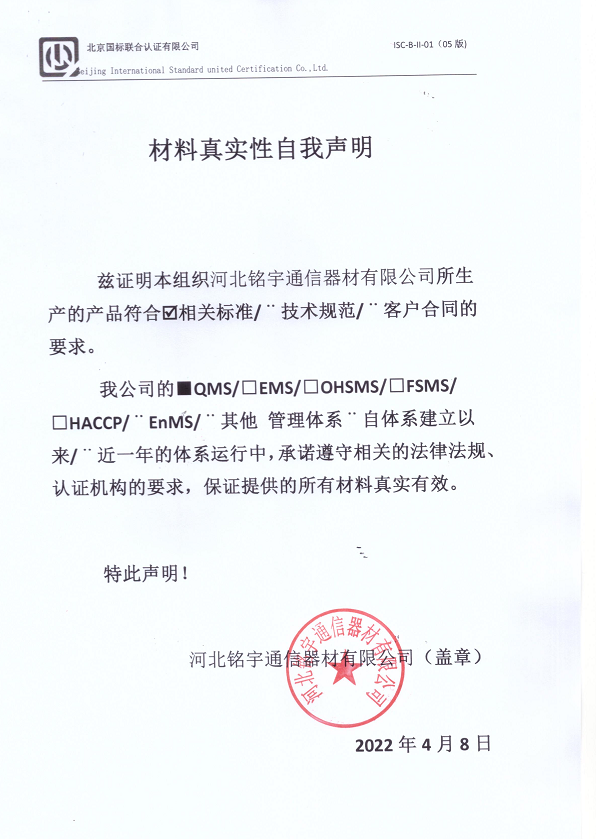 北京国标联合认证有限公司
ISC-B-II-01（05 版)
Beijing International Standard united Certification Co.,Ltd.
材料真实性自我声明
兹证明本组织河北铭宇通信器材有限公司所生
产的产品符合☑相关标准/ ¨ 技术规范/ ¨ 客户合同的
要求。
我公司的■QMS/□EMS/□OHSMS/□FSMS/
□HACCP/ ¨ EnMS/ ¨ 其他 管理体系 ¨ 自体系建立以
来/ ¨ 近一年的体系运行中,承诺遵守相关的法律法规、
认证机构的要求，保证提供的所有材料真实有效。
特此声明！
河北铭宇通信器材有限公司（盖章）
河北铭宇通信器材有限公司
2022 年 4 月 8 日